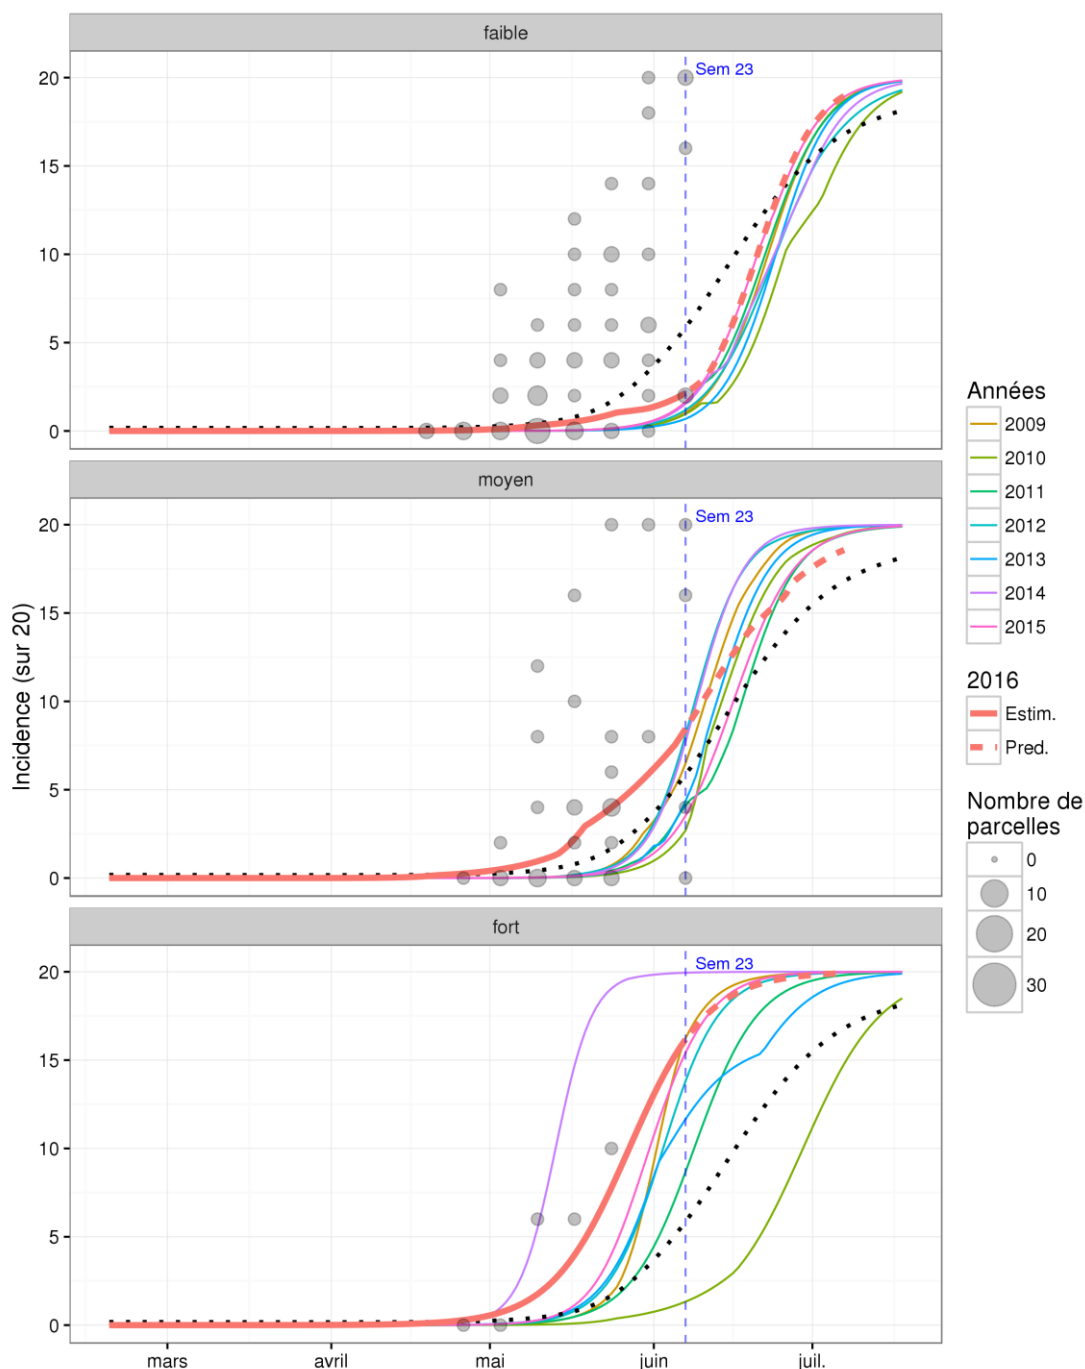 faible
20
15
10
5
0
Sem 23
moyen
20
15
10
5
0
Sem 23
fort
20
15
10
5
0
Sem 23
Incidence (sur 20)
mars
avril
mai
juin
juil.
Années
2009
2010
2011
2012
2013
2014
2015
2016
Estim.
Pred.
Nombre de
parcelles
0
10
20
30